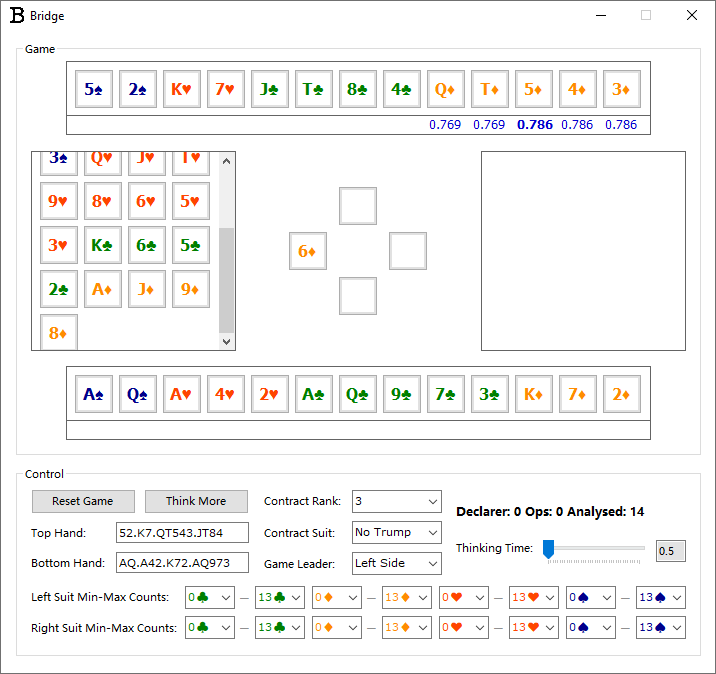 Bridge
Game
5♠ 2♠ K♥ 7♥ J♣ T♣ 8♣ 4♣ Q♦ T♦ 5♦ 4♦ 3♦
0.769 0.769 0.786 0.786 0.786
3♠ Q♥ J♥ T♥
9♥ 8♥ 6♥ 5♥
3♥ K♣ 6♣ 5♣
2♣ A♦ J♦ 9♦
8♦
6♦
A♠ Q♠ A♥ 4♥ 2♥ A♣ Q♣ 9♣ 7♣ 3♣ K♦ 7♦ 2♦
Control
Reset Game Think More Contract Rank: 3
Declarer: 0 Ops: 0 Analysed: 14
Top Hand: 52.K7.QT543.JT84 Contract Suit: No Trump
Thinking Time: 0.5
Bottom Hand: AQ.A42.K72.AQ973 Game Leader: Left Side
Left Suit Min-Max Counts: 0♣ – 13♣ 0♦ – 13♦ 0♥ – 13♥ 0♠ – 13♠
Right Suit Min-Max Counts: 0♣ – 13♣ 0♦ – 13♦ 0♥ – 13♥ 0♠ – 13♠